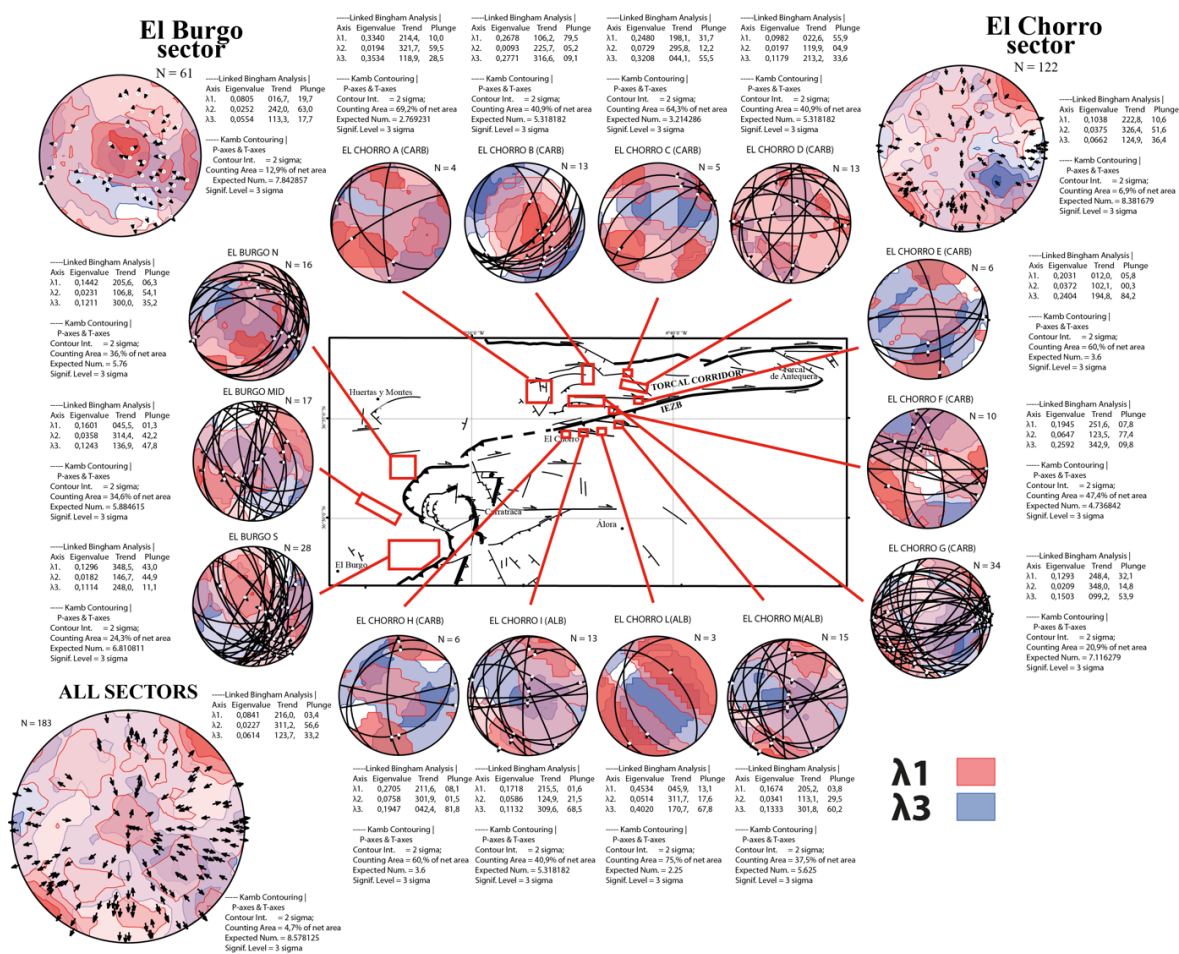 El Burgo
sector
N = 61
-----Linked Bingham Analysis |
Axis Eigenvalue Trend Plunge
λ1. 0,0805 016,7, 19,7
λ2. 0,0252 242,0, 63,0
λ3. 0,0554 113,3, 17,7
----- Kamb Contouring |
P-axes & T-axes
Contour Int. = 2 sigma;
Counting Area = 12,9% of net area
Expected Num. = 7.842857
Signif. Level = 3 sigma
-----Linked Bingham Analysis |
Axis Eigenvalue Trend Plunge
λ1. 0,3340 214,4, 10,0
λ2. 0,0194 321,7, 59,5
λ3. 0,3534 118,9, 28,5
----- Kamb Contouring |
P-axes & T-axes
Contour Int. = 2 sigma;
Counting Area = 69,2% of net area
Expected Num. = 2.769231
Signif. Level = 3 sigma
EL CHORRO A (CARB)
N = 4
-----Linked Bingham Analysis |
Axis Eigenvalue Trend Plunge
λ1. 0,2678 106,2, 79,5
λ2. 0,0093 225,7, 05,2
λ3. 0,2771 316,6, 09,1
----- Kamb Contouring |
P-axes & T-axes
Contour Int. = 2 sigma;
Counting Area = 40,9% of net area
Expected Num. = 5.318182
Signif. Level = 3 sigma
EL CHORRO B (CARB)
N = 13
-----Linked Bingham Analysis |
Axis Eigenvalue Trend Plunge
λ1. 0,2480 198,1, 31,7
λ2. 0,0729 295,8, 12,2
λ3. 0,3208 044,1, 55,5
----- Kamb Contouring |
P-axes & T-axes
Contour Int. = 2 sigma;
Counting Area = 64,3% of net area
Expected Num. = 3.214286
Signif. Level = 3 sigma
EL CHORRO C (CARB)
N = 5
-----Linked Bingham Analysis |
Axis Eigenvalue Trend Plunge
λ1. 0,0982 022,6, 55,9
λ2. 0,0197 119,9, 04,9
λ3. 0,1179 213,2, 33,6
----- Kamb Contouring |
P-axes & T-axes
Contour Int. = 2 sigma;
Counting Area = 40,9% of net area
Expected Num. = 5.318182
Signif. Level = 3 sigma
EL CHORRO D (CARB)
N = 13
El Chorro
sector
N = 122
-----Linked Bingham Analysis |
Axis Eigenvalue Trend Plunge
λ1. 0,1038 222,8, 10,6
λ2. 0,0375 326,4, 51,6
λ3. 0,0662 124,9, 36,4
----- Kamb Contouring |
P-axes & T-axes
Contour Int. = 2 sigma;
Counting Area = 6,9% of net area
Expected Num. = 8.381679
Signif. Level = 3 sigma
EL BURGO N
N = 16
-----Linked Bingham Analysis |
Axis Eigenvalue Trend Plunge
λ1. 0,1442 205,6, 06,3
λ2. 0,0231 106,8, 54,1
λ3. 0,1211 300,0, 35,2
----- Kamb Contouring |
P-axes & T-axes
Contour Int. = 2 sigma;
Counting Area = 36,% of net area
Expected Num. = 5.76
Signif. Level = 3 sigma
EL CHORRO E (CARB)
N = 6
-----Linked Bingham Analysis |
Axis Eigenvalue Trend Plunge
λ1. 0,2031 012,0, 05,8
λ2. 0,0372 102,1, 00,3
λ3. 0,2404 194,8, 84,2
----- Kamb Contouring |
P-axes & T-axes
Contour Int. = 2 sigma;
Counting Area = 60,% of net area
Expected Num. = 3.6
Signif. Level = 3 sigma
TORCAL CORRIDOR
Torcal
de Antequera
Huertas y Montes
IEZB
El Chorro
Carratraca
Álora
El Burgo
EL BURGO MID
N = 17
-----Linked Bingham Analysis |
Axis Eigenvalue Trend Plunge
λ1. 0,1601 045,5, 01,3
λ2. 0,0358 314,4, 42,2
λ3. 0,1243 136,9, 47,8
----- Kamb Contouring |
P-axes & T-axes
Contour Int. = 2 sigma;
Counting Area = 34,6% of net area
Expected Num. = 5.884615
Signif. Level = 3 sigma
EL CHORRO F (CARB)
N = 10
-----Linked Bingham Analysis |
Axis Eigenvalue Trend Plunge
λ1. 0,1945 251,6, 07,8
λ2. 0,0647 123,5, 77,4
λ3. 0,2592 342,9, 09,8
----- Kamb Contouring |
P-axes & T-axes
Contour Int. = 2 sigma;
Counting Area = 47,4% of net area
Expected Num. = 4.736842
Signif. Level = 3 sigma
EL BURGO S
N = 28
-----Linked Bingham Analysis |
Axis Eigenvalue Trend Plunge
λ1. 0,1296 348,5, 43,0
λ2. 0,0182 146,7, 44,9
λ3. 0,1114 248,0, 11,1
----- Kamb Contouring |
P-axes & T-axes
Contour Int. = 2 sigma;
Counting Area = 24,3% of net area
Expected Num. = 6.810811
Signif. Level = 3 sigma
EL CHORRO G (CARB)
N = 34
-----Linked Bingham Analysis |
Axis Eigenvalue Trend Plunge
λ1. 0,1293 248,4, 32,1
λ2. 0,0209 348,0, 14,8
λ3. 0,1503 099,2, 53,9
----- Kamb Contouring |
P-axes & T-axes
Contour Int. = 2 sigma;
Counting Area = 20,9% of net area
Expected Num. = 7.116279
Signif. Level = 3 sigma
EL CHORRO H (CARB)
N = 6
-----Linked Bingham Analysis |
Axis Eigenvalue Trend Plunge
λ1. 0,2705 211,6, 08,1
λ2. 0,0758 301,9, 01,5
λ3. 0,1947 042,4, 81,8
----- Kamb Contouring |
P-axes & T-axes
Contour Int. = 2 sigma;
Counting Area = 60,% of net area
Expected Num. = 3.6
Signif. Level = 3 sigma
EL CHORRO I (ALB)
N = 13
-----Linked Bingham Analysis |
Axis Eigenvalue Trend Plunge
λ1. 0,1718 215,5, 01,6
λ2. 0,0586 124,9, 21,5
λ3. 0,1132 309,6, 68,5
----- Kamb Contouring |
P-axes & T-axes
Contour Int. = 2 sigma;
Counting Area = 40,9% of net area
Expected Num. = 5.318182
Signif. Level = 3 sigma
EL CHORRO L(ALB)
N = 3
-----Linked Bingham Analysis |
Axis Eigenvalue Trend Plunge
λ1. 0,4534 045,9, 13,1
λ2. 0,0514 311,7, 17,6
λ3. 0,4020 170,7, 67,8
----- Kamb Contouring |
P-axes & T-axes
Contour Int. = 2 sigma;
Counting Area = 75,% of net area
Expected Num. = 2.25
Signif. Level = 3 sigma
EL CHORRO M(ALB)
N = 15
-----Linked Bingham Analysis |
Axis Eigenvalue Trend Plunge
λ1. 0,1674 205,2, 03,8
λ2. 0,0341 113,1, 29,5
λ3. 0,1333 301,8, 60,2
----- Kamb Contouring |
P-axes & T-axes
Contour Int. = 2 sigma;
Counting Area = 37,5% of net area
Expected Num. = 5.625
Signif. Level = 3 sigma
ALL SECTORS
N = 183
-----Linked Bingham Analysis |
Axis Eigenvalue Trend Plunge
λ1. 0,0841 216,0, 03,4
λ2. 0,0227 311,2, 56,6
λ3. 0,0614 123,7, 33,2
----- Kamb Contouring |
P-axes & T-axes
Contour Int. = 2 sigma;
Counting Area = 4,7% of net area
Expected Num. = 8.578125
Signif. Level = 3 sigma
λ1
λ3